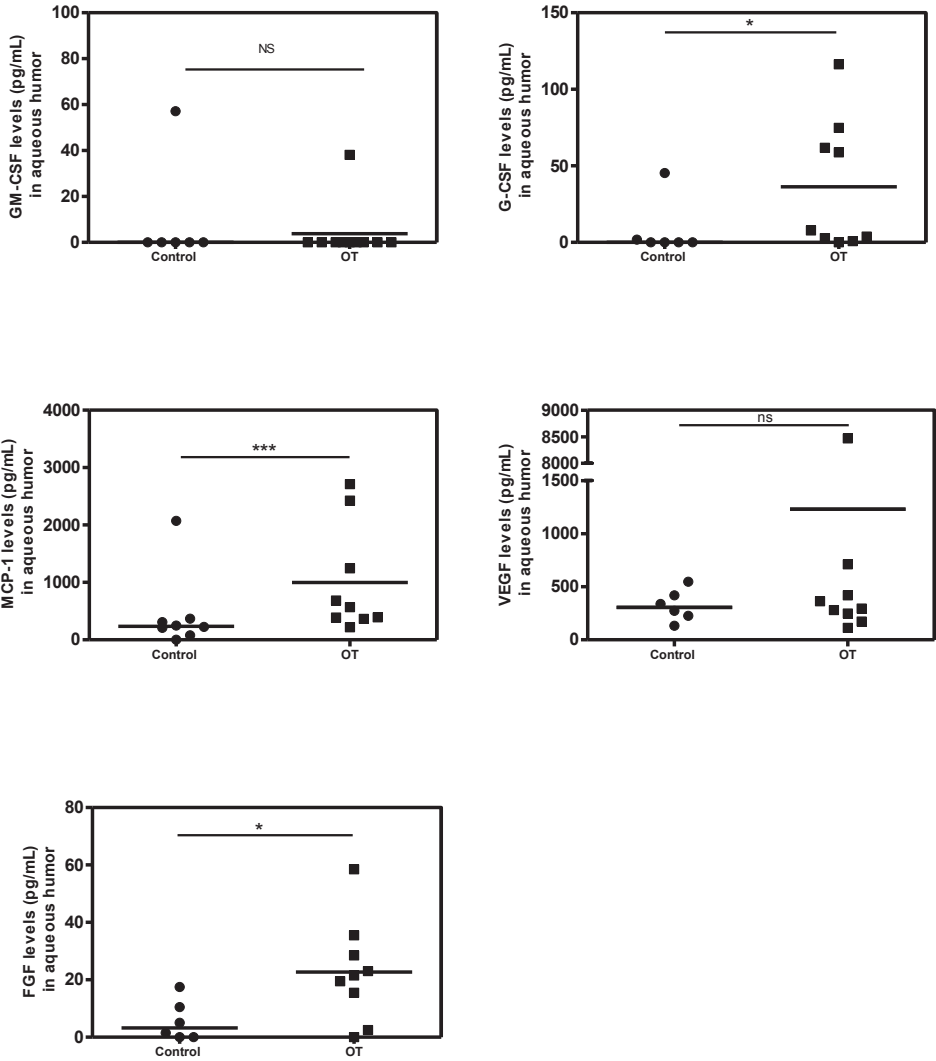 GM-CSF levels (pg/mL)
in aqueous humor
100
80
60
40
20
0
NS
Control
OT
G-CSF levels (pg/mL)
in aqueous humor
150
100
50
0
*
Control
OT
MCP-1 levels (pg/mL)
in aqueous humor
4000
3000
2000
1000
0
***
Control
OT
VEGF levels (pg/mL)
in aqueous humor
9000
8500
8000
1500
1000
500
0
ns
Control
OT
FGF levels (pg/mL)
in aqueous humor
80
60
40
20
0
*
Control
OT